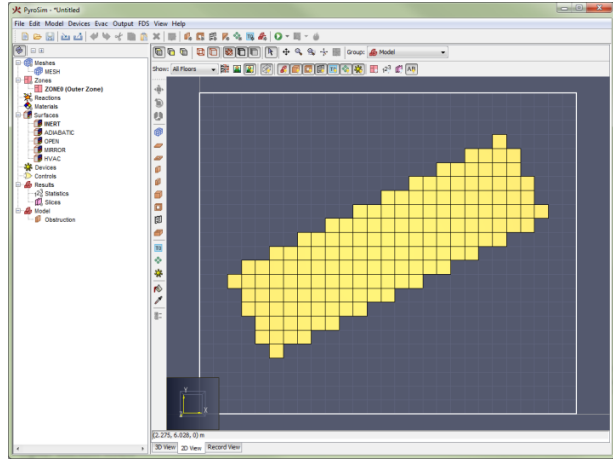 PyroSim - *Untitled
File Edit Model Devices Evac Output FDS View Help
Group: Model
Show: All Floors
Meshes
MESH
Zones
ZONE0 (Outer Zone)
Reactions
Materials
Surfaces
INERT
ADIABATIC
OPEN
MIRROR
HVAC
Devices
Controls
Results
Statistics
Slices
Model
Obstruction
Y
X
(2.275, 6.028, 0) m
3D View 2D View Record View